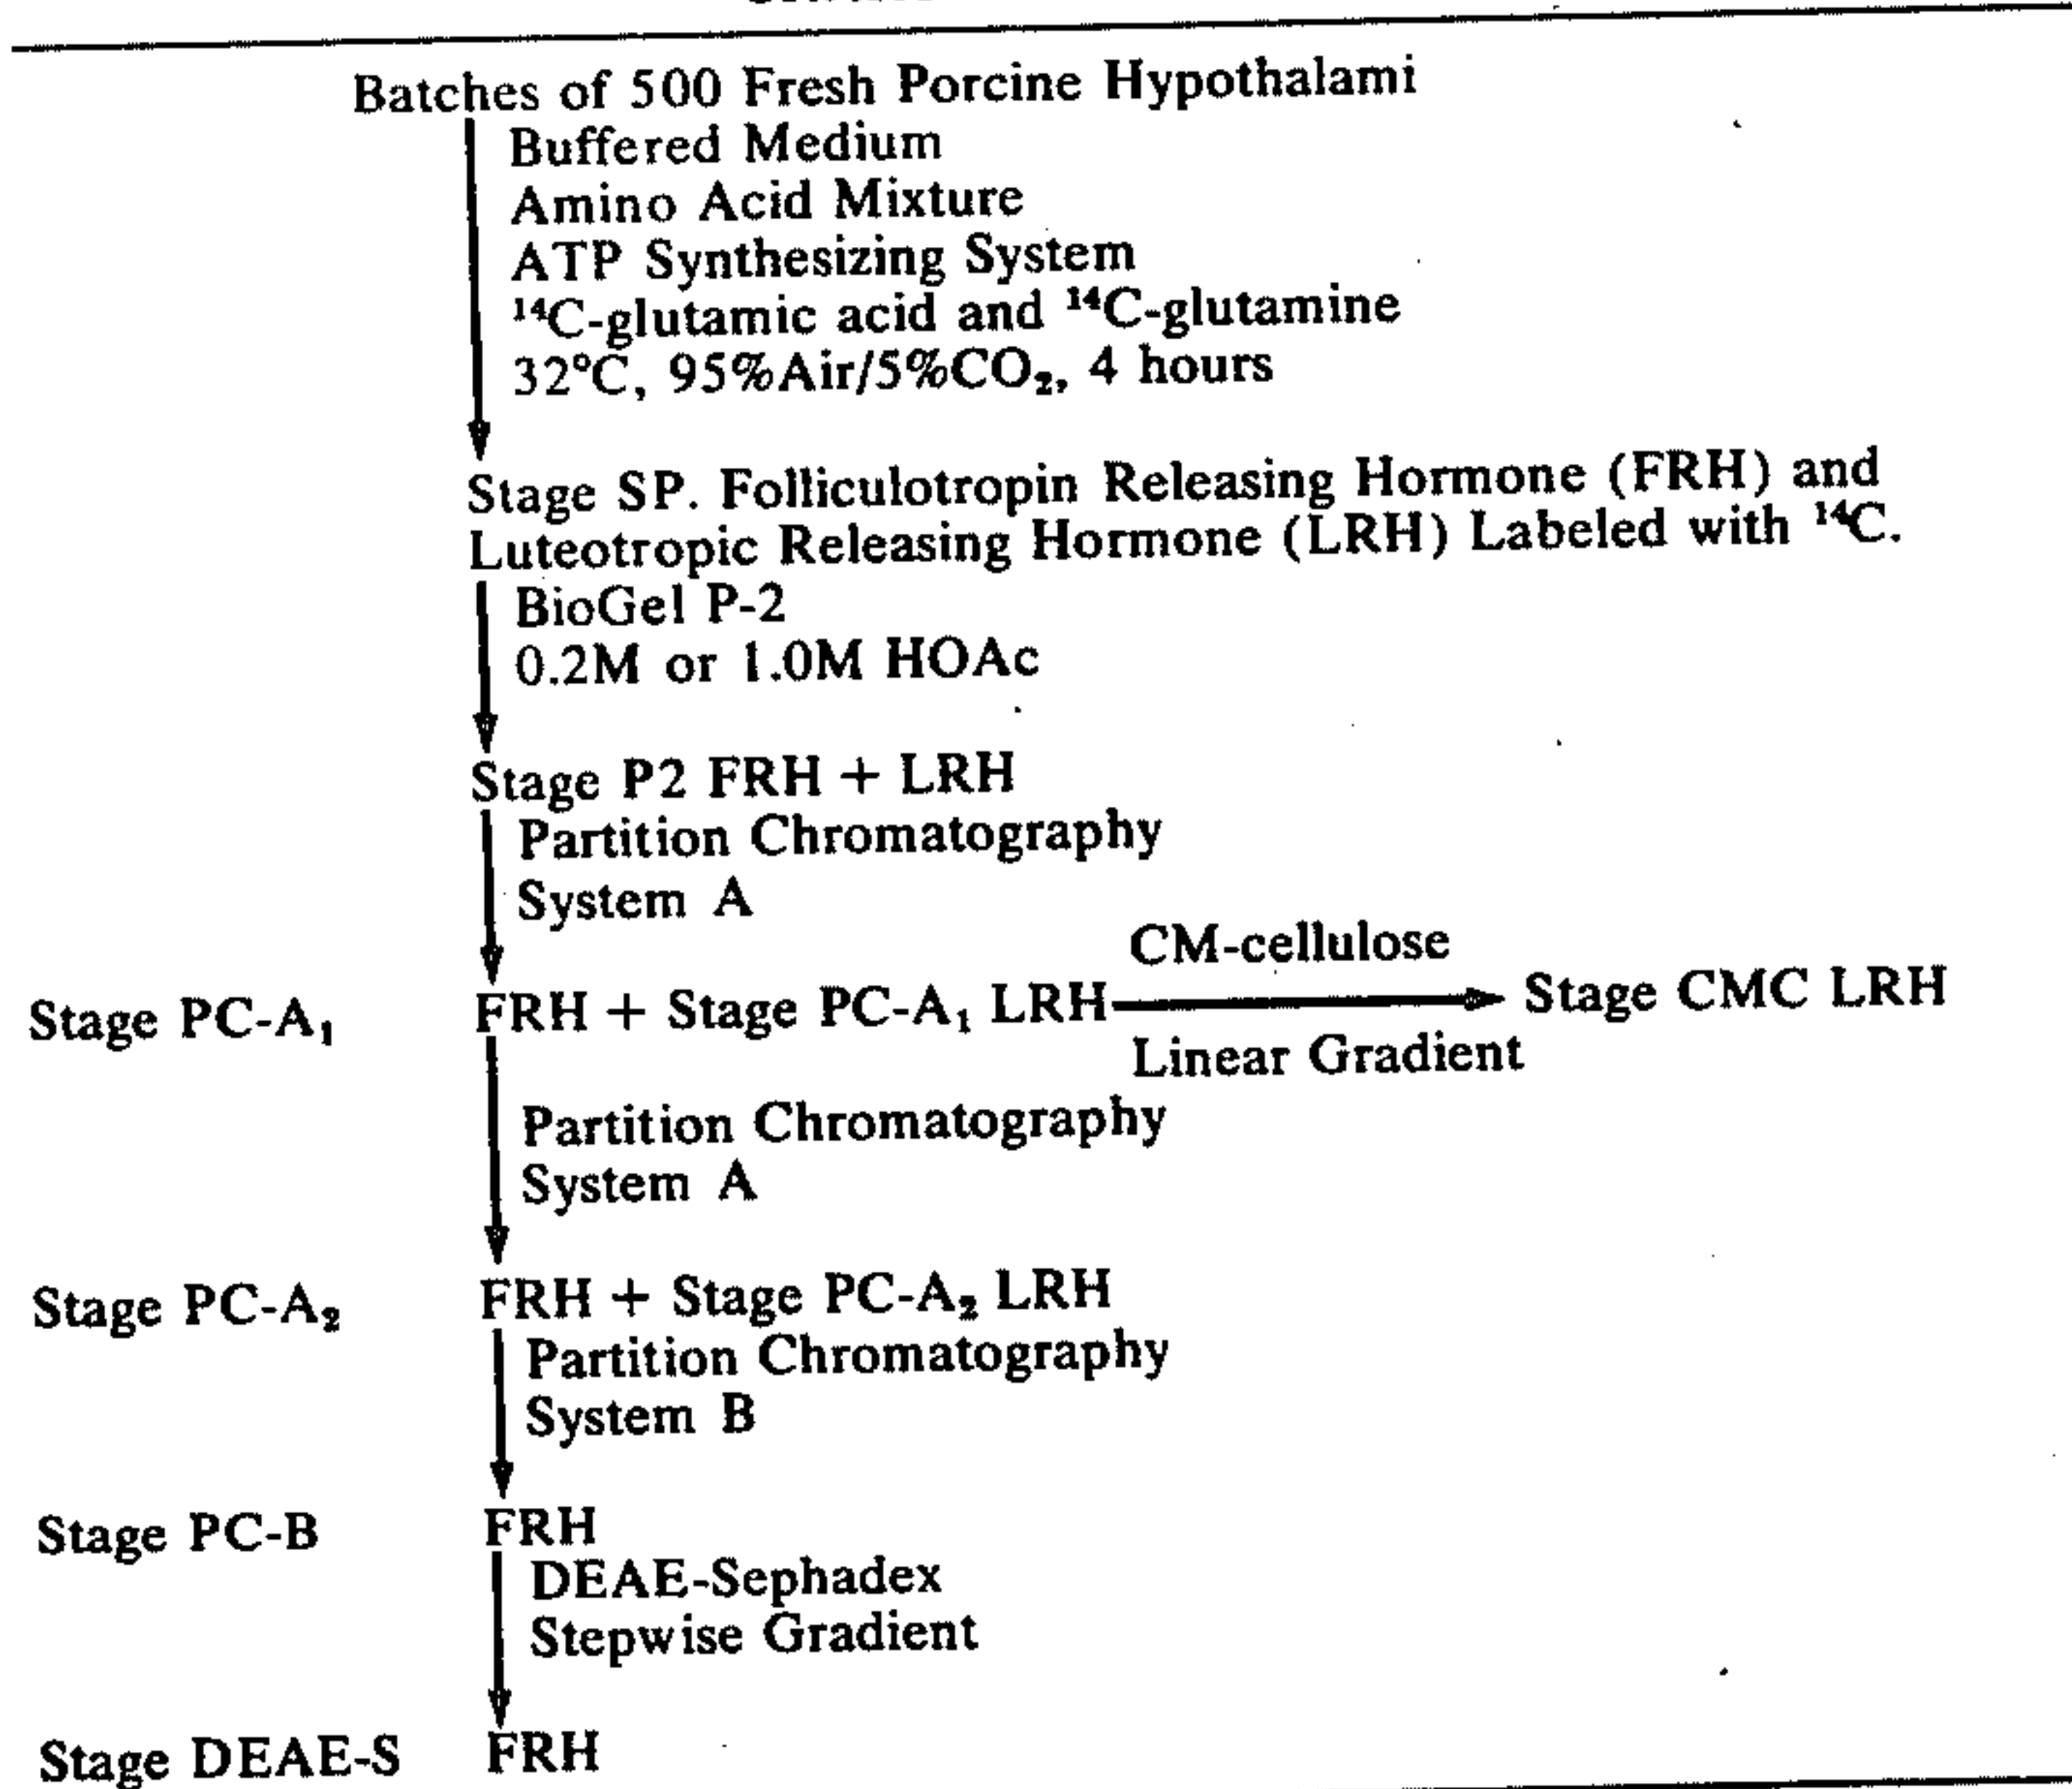 Batches of 500 Fresh Porcine Hypothalami
Buffered Medium
Amino Acid Mixture
ATP Synthesizing System
¹⁴C-glutamic acid and ¹⁴C-glutamine
32°C, 95%Air/5%CO₂, 4 hours
Stage SP. Folliculotropin Releasing Hormone (FRH) and
Luteotropic Releasing Hormone (LRH) Labeled with ¹⁴C.
BioGel P-2
0.2M or 1.0M HOAc
Stage P2 FRH + LRH
Partition Chromatography
System A
CM-cellulose
Stage PC-A₁ FRH + Stage PC-A₁ LRH Stage CMC LRH
Linear Gradient
Partition Chromatography
System A
Stage PC-A₂ FRH + Stage PC-A₂ LRH
Partition Chromatography
System B
Stage PC-B FRH
DEAE-Sephadex
Stepwise Gradient
Stage DEAE-S FRH